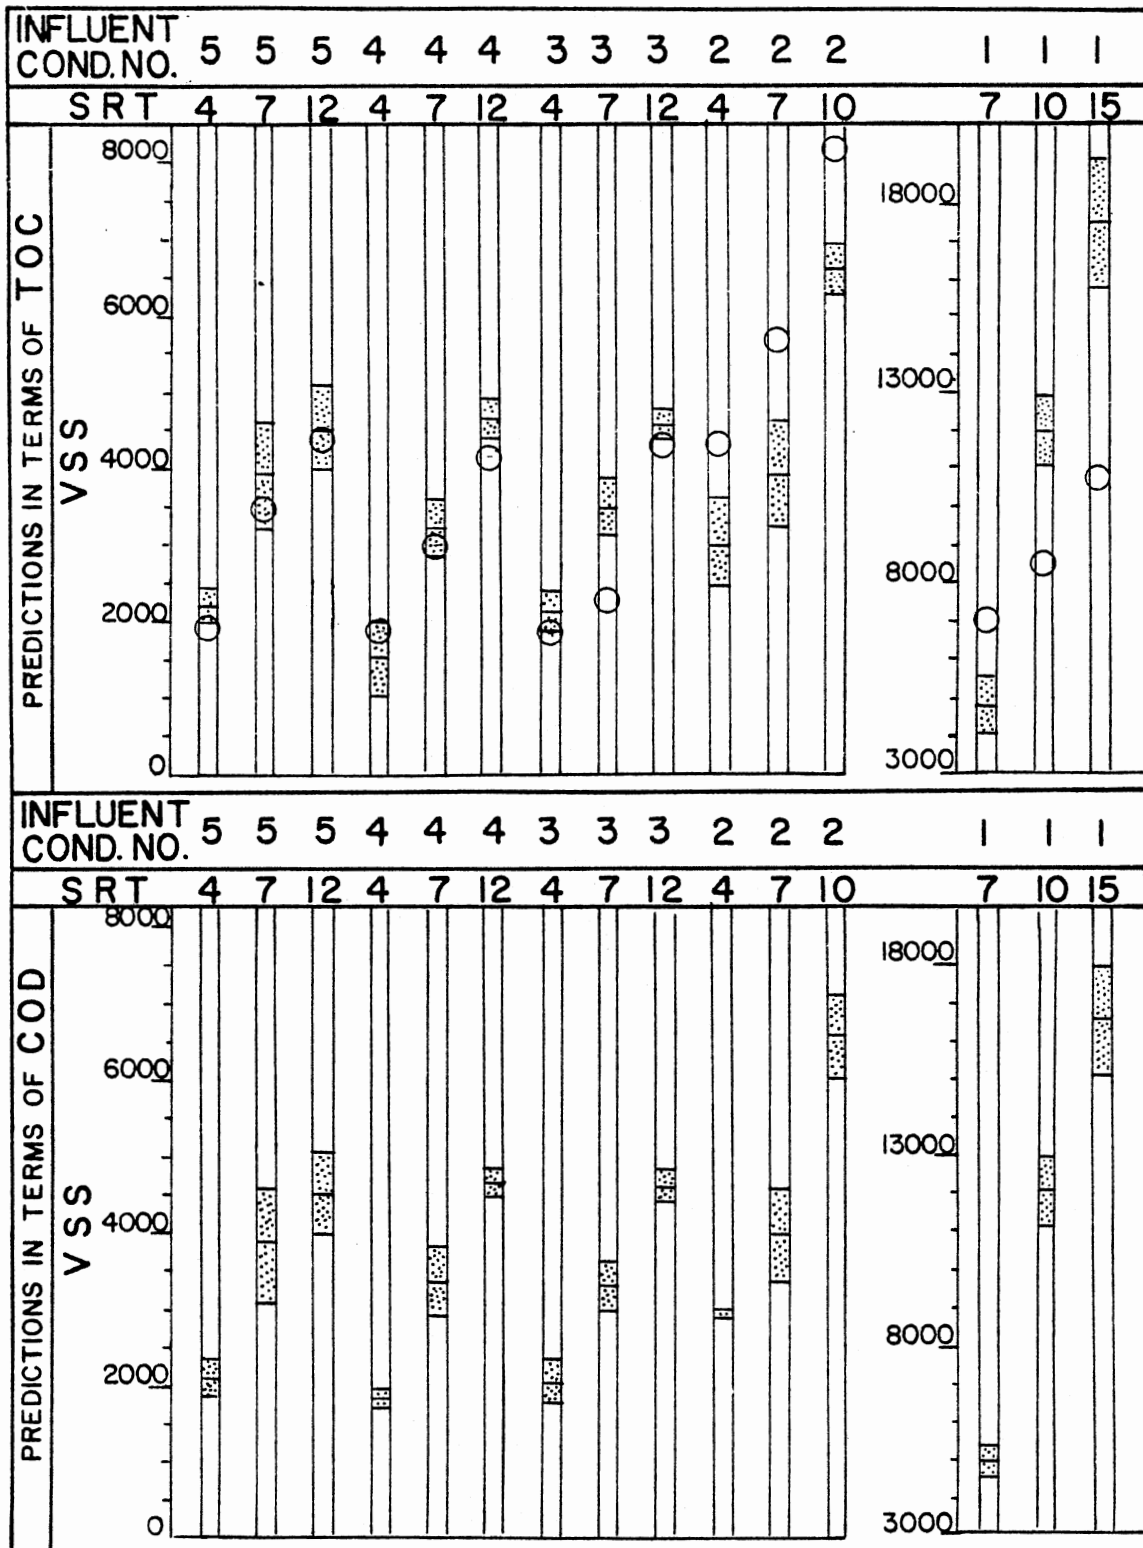 INFLUENT
COND. NO. 5 5 5 4 4 4 3 3 3 2 2 2 1 1 1
SRT 4 7 12 4 7 12 4 7 12 4 7 10 7 10 15
PREDICTIONS IN TERMS OF TOC
VSS
8000
6000
4000
2000
0
18000
13000
8000
3000
INFLUENT
COND. NO. 5 5 5 4 4 4 3 3 3 2 2 2 1 1 1
SRT 4 7 12 4 7 12 4 7 12 4 7 10 7 10 15
PREDICTIONS IN TERMS OF COD
VSS
8000
6000
4000
2000
0
18000
13000
8000
3000